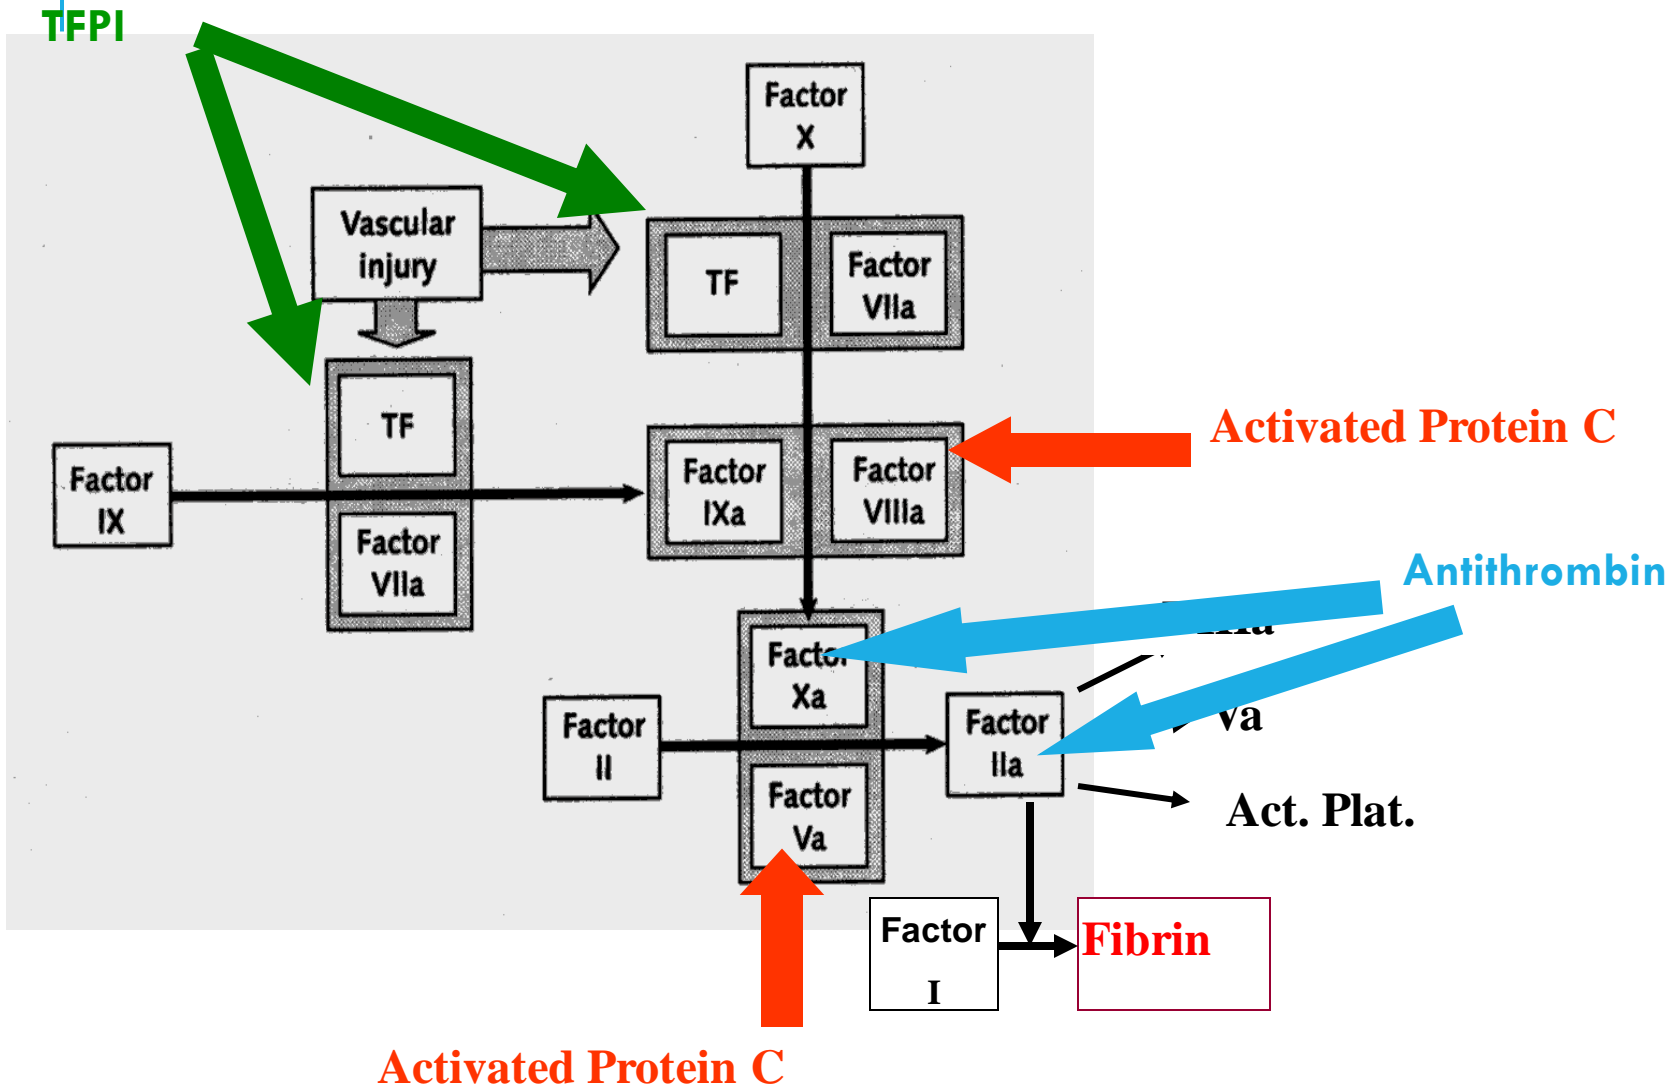 TFPI
Factor
X
Vascular
injury
TF
Factor
VIIa
TF
Factor
VIIa
Factor
IX
Factor
IXa
Factor
VIIIa
Activated Protein C
Antithrombin
Factor
Xa
Factor
II
Factor
IIa
Va
Act. Plat.
Factor
Va
Factor
I
Fibrin
Activated Protein C